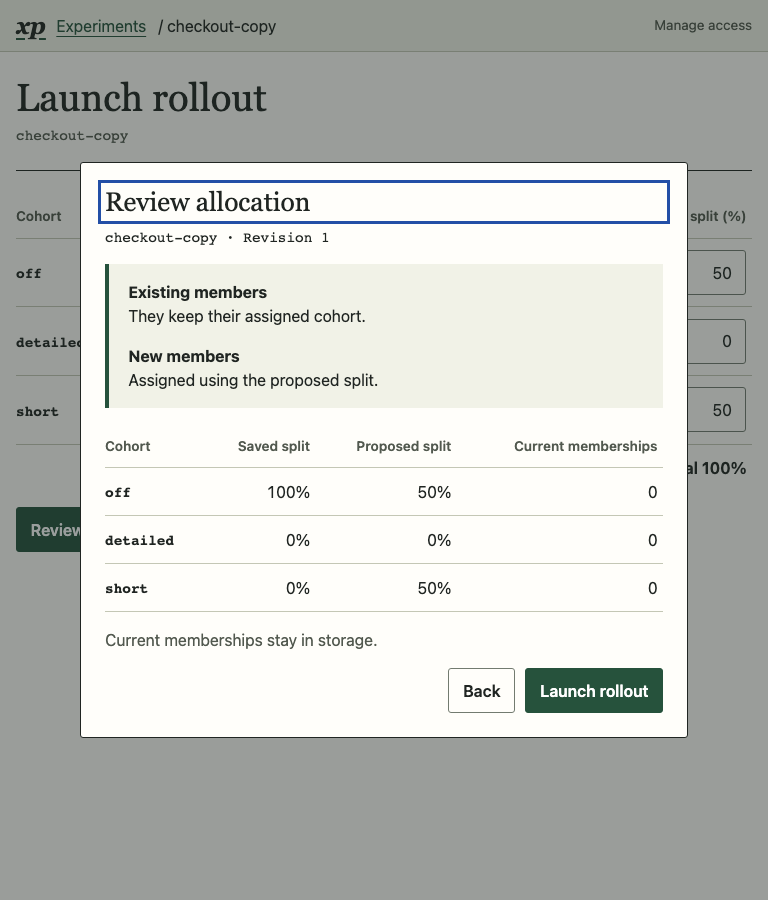 xp Experiments / checkout-copy Manage access
Launch rollout
checkout-copy
Cohort split (%)
off 50
detailed 0
short 50
100%
Review
Review allocation
checkout-copy · Revision 1
Existing members
They keep their assigned cohort.
New members
Assigned using the proposed split.
Cohort Saved split Proposed split Current memberships
off 100% 50% 0
detailed 0% 0% 0
short 0% 50% 0
Current memberships stay in storage.
Back Launch rollout